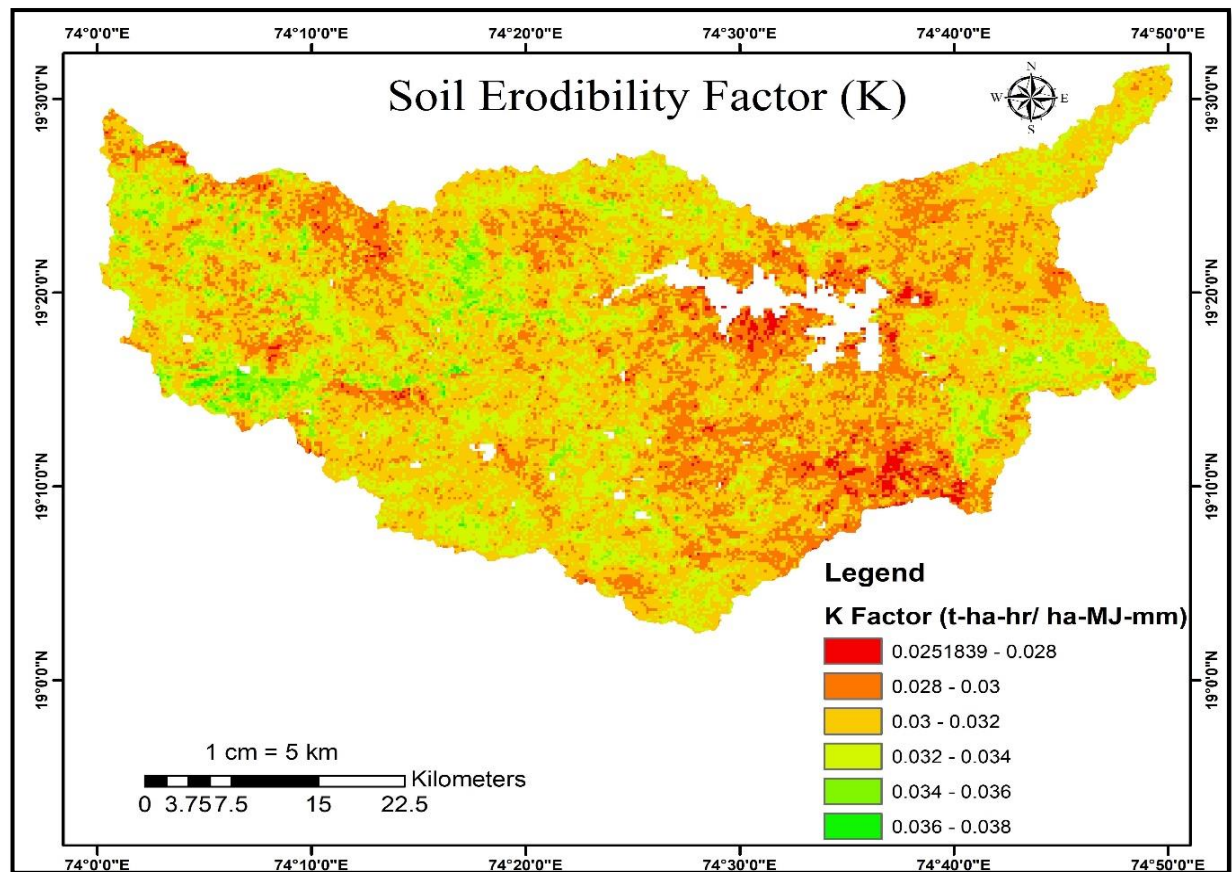 74°0'0"E 74°10'0"E 74°20'0"E 74°30'0"E 74°40'0"E 74°50'0"E
Soil Erodibility Factor (K)
N
W E
S
19°30'0"N 19°30'0"N
19°20'0"N 19°20'0"N
19°10'0"N 19°10'0"N
19°0'0"N 19°0'0"N
Legend
K Factor (t-ha-hr/ ha-MJ-mm)
0.0251839 - 0.028
0.028 - 0.03
0.03 - 0.032
0.032 - 0.034
0.034 - 0.036
0.036 - 0.038
1 cm = 5 km
Kilometers
0 3.75 7.5 15 22.5
74°0'0"E 74°10'0"E 74°20'0"E 74°30'0"E 74°40'0"E 74°50'0"E